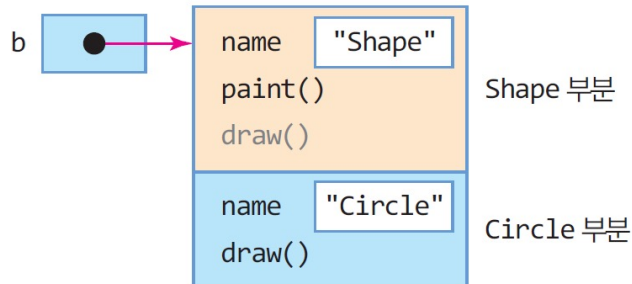 b
name "Shape"
paint()
draw()
Shape 부분
name "Circle"
draw()
Circle 부분